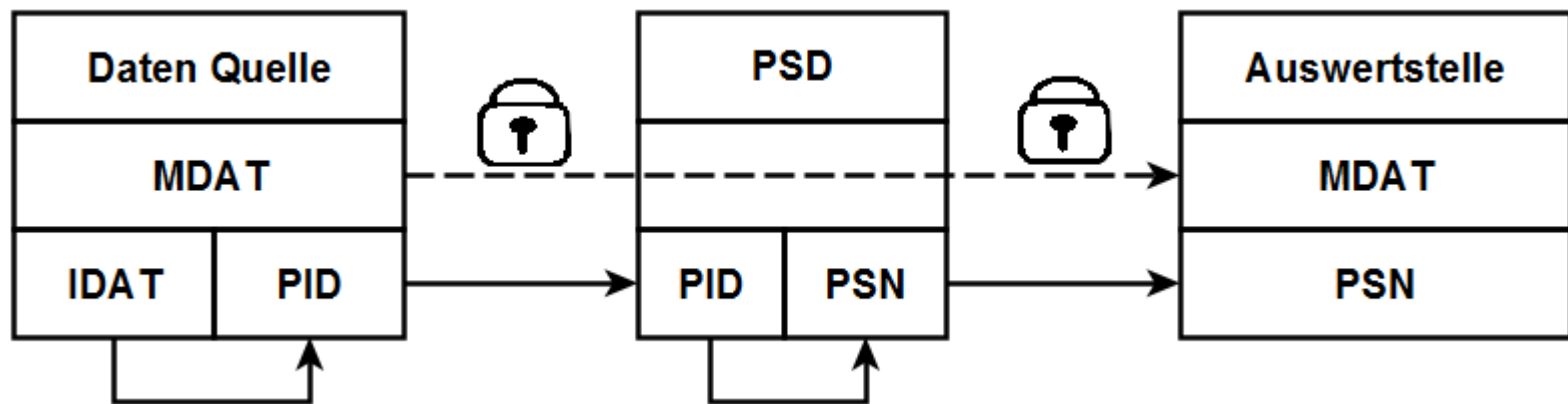 Daten Quelle
PSD
Auswertstelle
MDAT
MDAT
IDAT
PID
PID
PSN
PSN